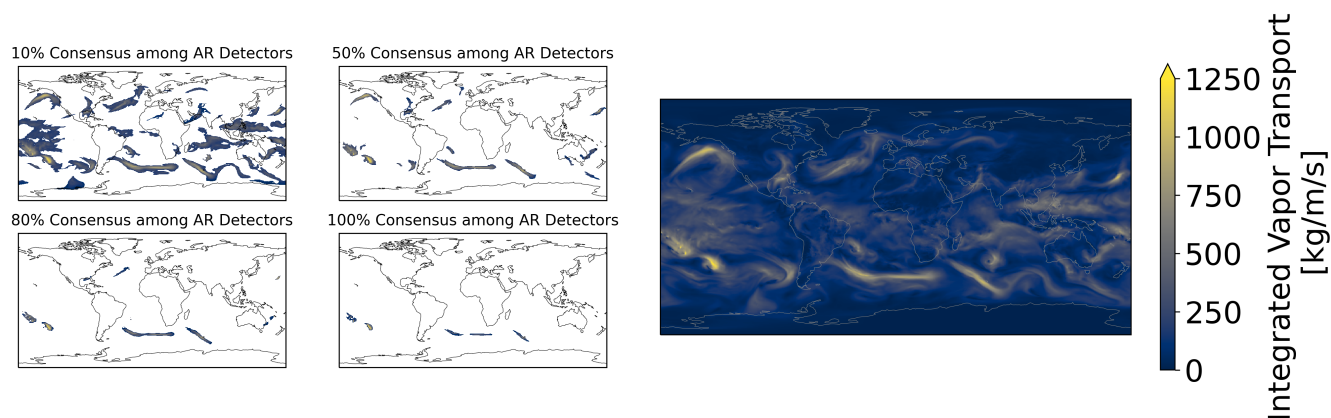 10% Consensus among AR Detectors
50% Consensus among AR Detectors
80% Consensus among AR Detectors
100% Consensus among AR Detectors
1250
1000
750
500
250
0
Integrated Vapor Transport
[kg/m/s]